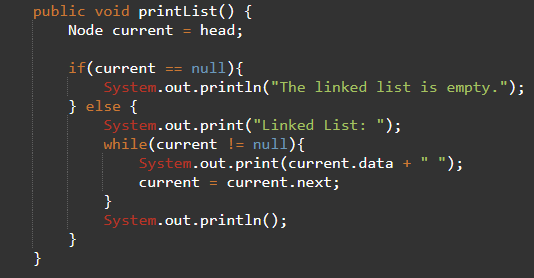 public void printList() {
    Node current = head;

    if(current == null){
        System.out.println("The linked list is empty.");
    } else {
        System.out.print("Linked List: ");
        while(current != null){
            System.out.print(current.data + " ");
            current = current.next;
        }
        System.out.println();
    }
}